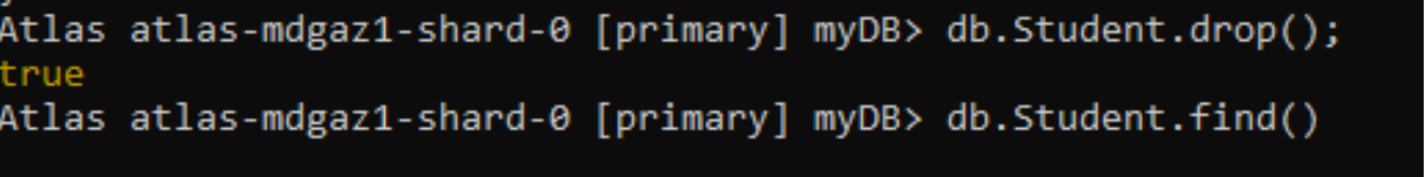 Atlas atlas-mdgaz1-shard-0 [primary] myDB> db.Student.drop();
true
Atlas atlas-mdgaz1-shard-0 [primary] myDB> db.Student.find()